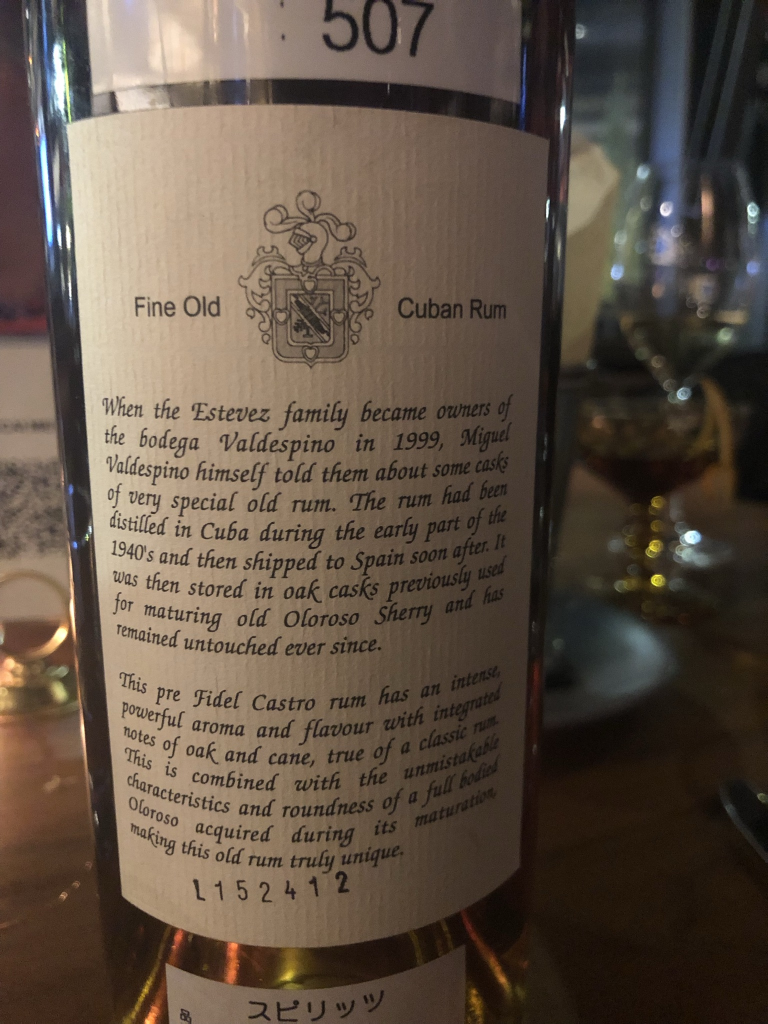 507
Fine Old Cuban Rum
When the Estevez family became owners of
the bodega Valdespino in 1999, Miguel
Valdespino himself told them about some casks
of very special old rum. The rum had been
distilled in Cuba during the early part of the
1940's and then shipped to Spain soon after. It
was then stored in oak casks previously used
for maturing old Oloroso Sherry and has
remained untouched ever since.
This pre Fidel Castro rum has an intense,
powerful aroma and flavour with integrated
notes of oak and cane, true of a classic rum.
This is combined with the unmistakable
characteristics and roundness of a full bodied
Oloroso acquired during its maturation,
making this old rum truly unique.
L152412
スピリッツ